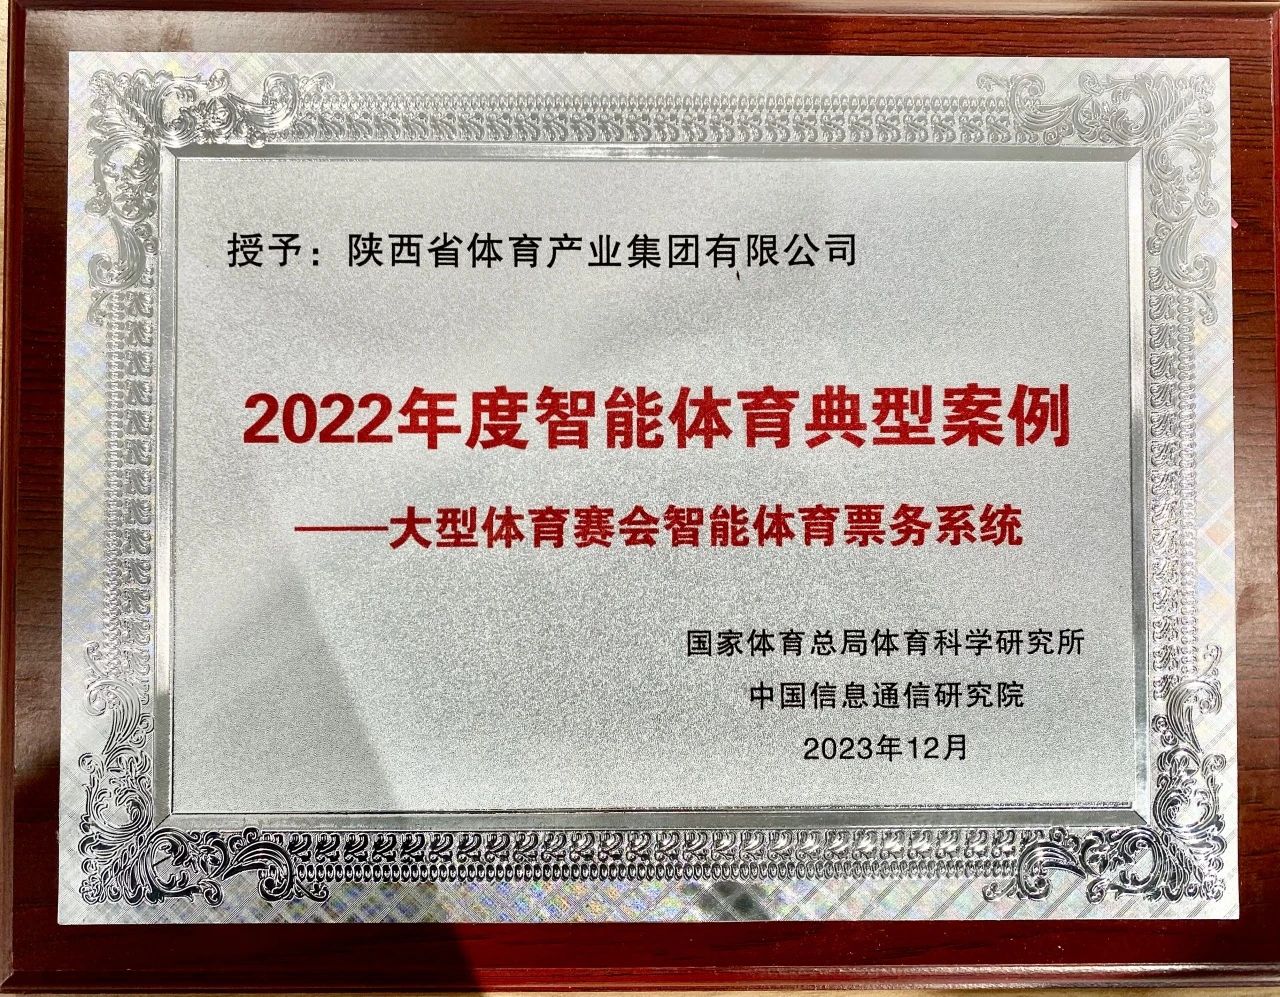 授予：陕西省体育产业集团有限公司
2022年度智能体育典型案例
——大型体育赛会智能体育票务系统
国家体育总局体育科学研究所
中国信息通信研究院
2023年12月